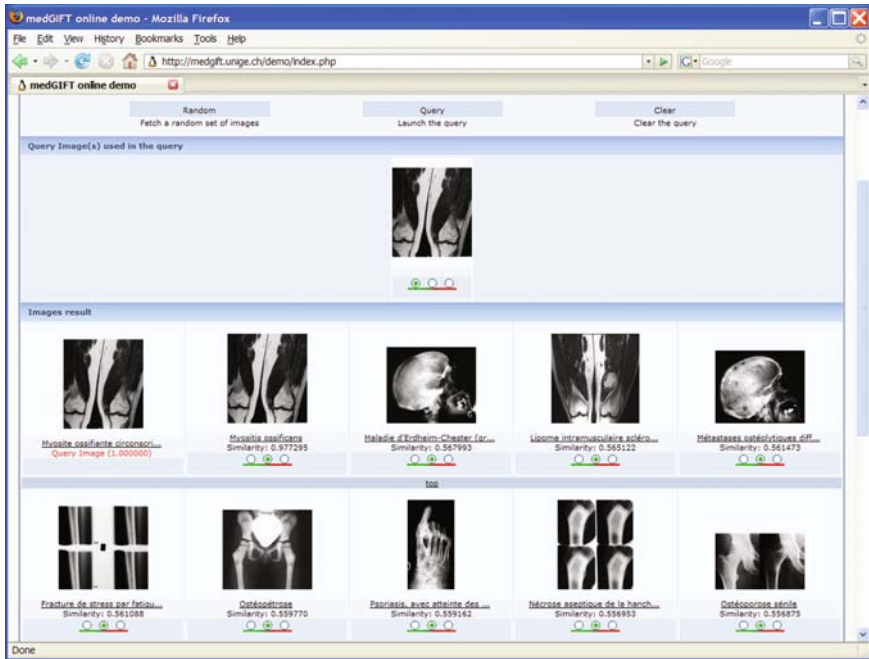 medGIFT online demo - Mozilla Firefox
File Edit View History Bookmarks Tools Help
http://medgift.unige.ch/demo/index.php
Google
medGIFT online demo
Random Query Clear
Fetch a random set of images Launch the query Clear the query
Query Image(s) used in the query
Images result
Myosite ossifiante circonscri... Myositis ossificans Maladie d'Erdheim-Chester (gr... Lipome intramusculaire scléro... Métastases ostéolytiques diff...
Query Image (1.000000) Similarity: 0.977295 Similarity: 0.567993 Similarity: 0.565122 Similarity: 0.561473
top
Fracture de stress par fatigu... Ostéopétrose Psoriasis, avec atteinte des ... Nécrose aseptique de la hanch... Ostéoporose sénile
Similarity: 0.561088 Similarity: 0.559770 Similarity: 0.559162 Similarity: 0.556953 Similarity: 0.556875
Done